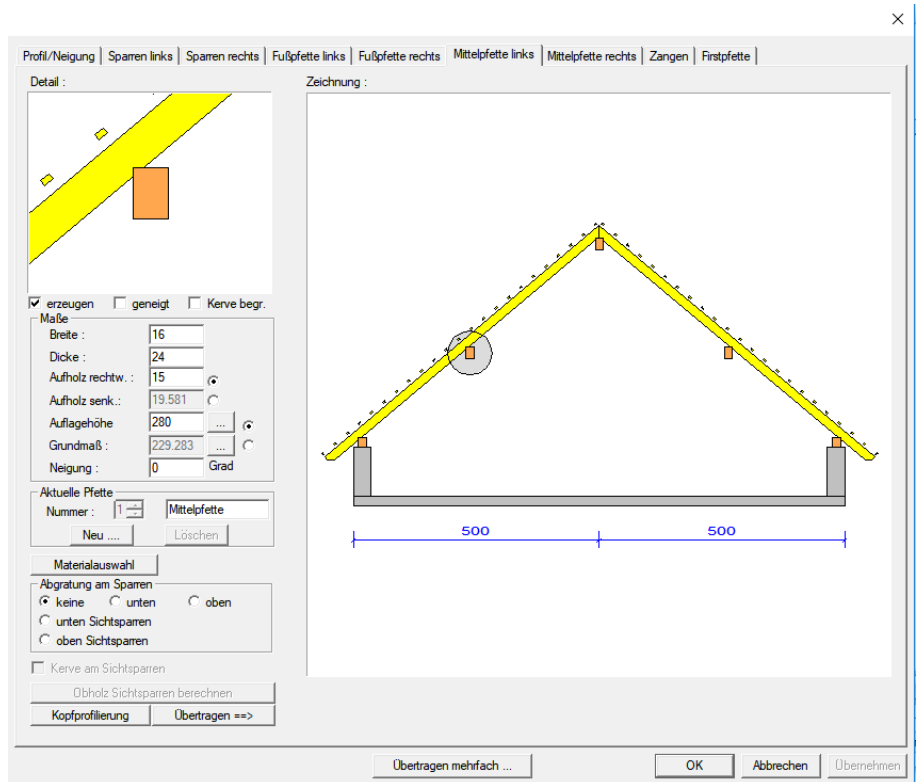 Profil/Neigung Sparren links Sparren rechts Fußpfette links Fußpfette rechts Mittelpfette links Mittelpfette rechts Zangen Firstpfette
Detail :
Zeichnung :
erzeugen geneigt Kerve begr.
Maße
Breite : 16
Dicke : 24
Aufholz rechtw. : 15
Aufholz senk.: 19.581
Auflagehöhe 280 ...
Grundmaß : 229.283 ...
Neigung : 0 Grad
Aktuelle Pfette
Nummer : 1 Mittelpfette
Neu .... Löschen
Materialauswahl
Abgratung am Sparren
keine unten oben
unten Sichtsparren
oben Sichtsparren
Kerve am Sichtsparren
Obholz Sichtsparren berechnen
Kopfprofilierung Übertragen ==>
500 500
Übertragen mehrfach ... OK Abbrechen Übernehmen